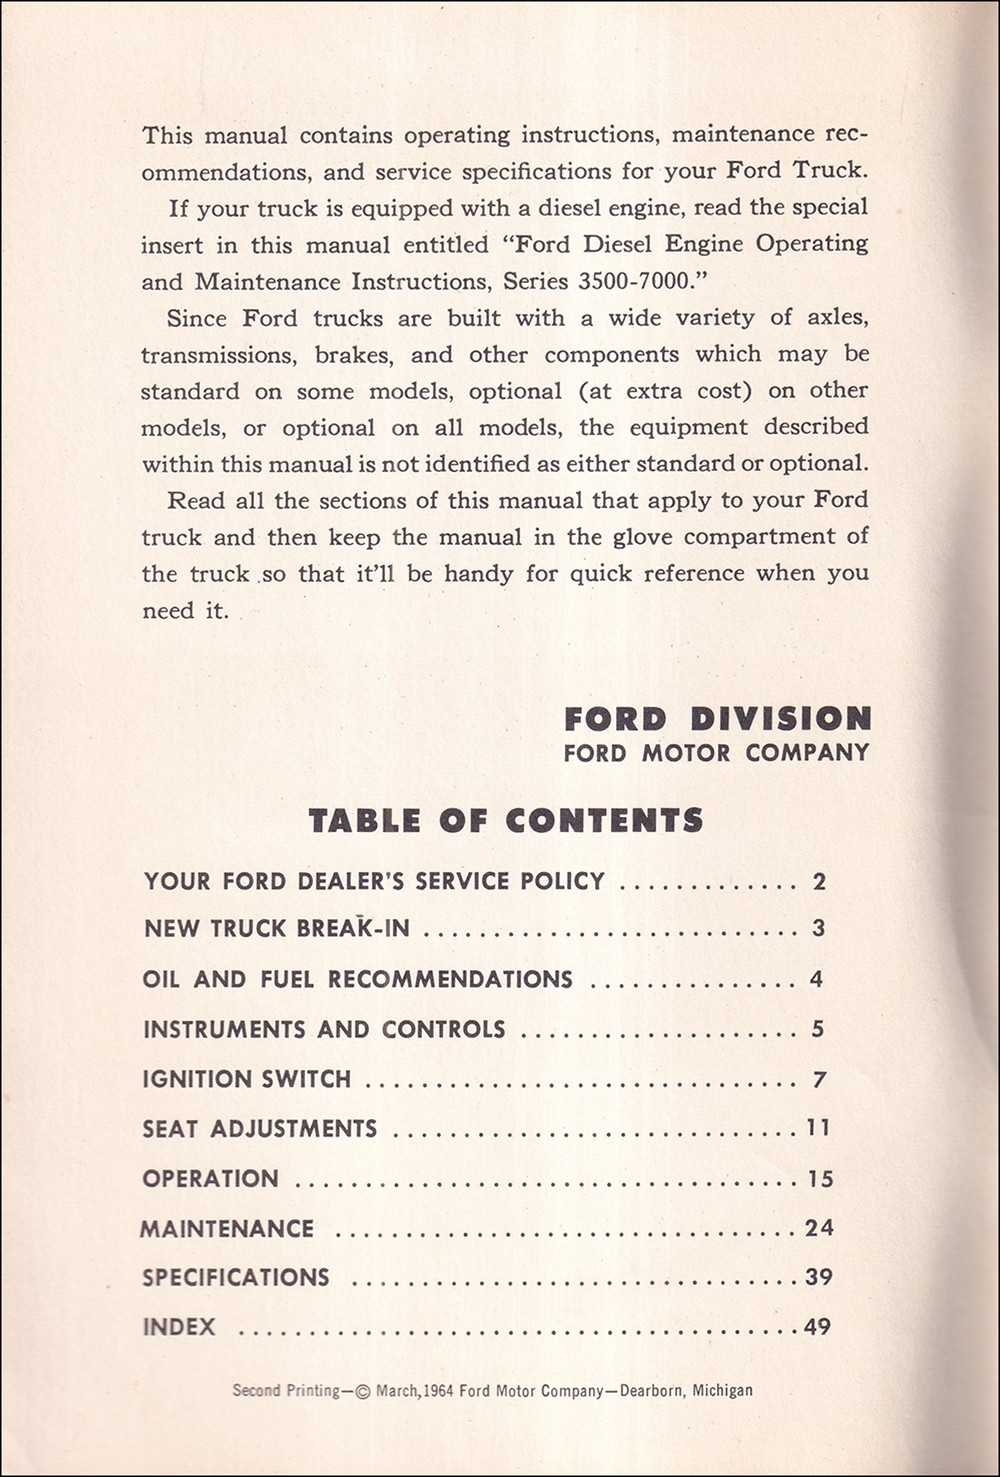 This manual contains operating instructions, maintenance rec-
ommendations, and service specifications for your Ford Truck.
If your truck is equipped with a diesel engine, read the special
insert in this manual entitled “Ford Diesel Engine Operating
and Maintenance Instructions, Series 3500-7000.”
Since Ford trucks are built with a wide variety of axles,
transmissions, brakes, and other components which may be
standard on some models, optional (at extra cost) on other
models, or optional on all models, the equipment described
within this manual is not identified as either standard or optional.
Read all the sections of this manual that apply to your Ford
truck and then keep the manual in the glove compartment of
the truck so that it’ll be handy for quick reference when you
need it.
FORD DIVISION
FORD MOTOR COMPANY
TABLE OF CONTENTS
YOUR FORD DEALER’S SERVICE POLICY ............. 2
NEW TRUCK BREAK-IN ........................... 3
OIL AND FUEL RECOMMENDATIONS ............... 4
INSTRUMENTS AND CONTROLS .................... 5
IGNITION SWITCH ............................... 7
SEAT ADJUSTMENTS ............................. 11
OPERATION .................................... 15
MAINTENANCE ................................. 24
SPECIFICATIONS ................................ 39
INDEX ........................................ 49
Second Printing—© March, 1964 Ford Motor Company—Dearborn, Michigan